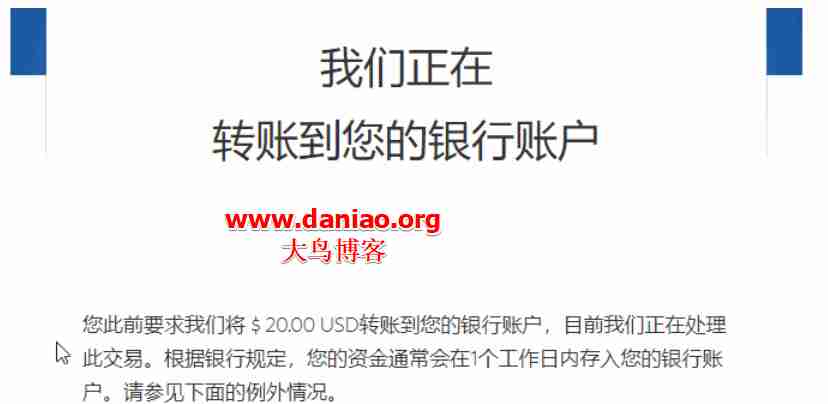 我们正在
转账到您的银行账户
www.daniao.org
大鸟博客
您此前要求我们将＄20.00 USD转账到您的银行账户，目前我们正在处理
此交易。根据银行规定，您的资金通常会在1个工作日内存入您的银行账
户。请参见下面的例外情况。